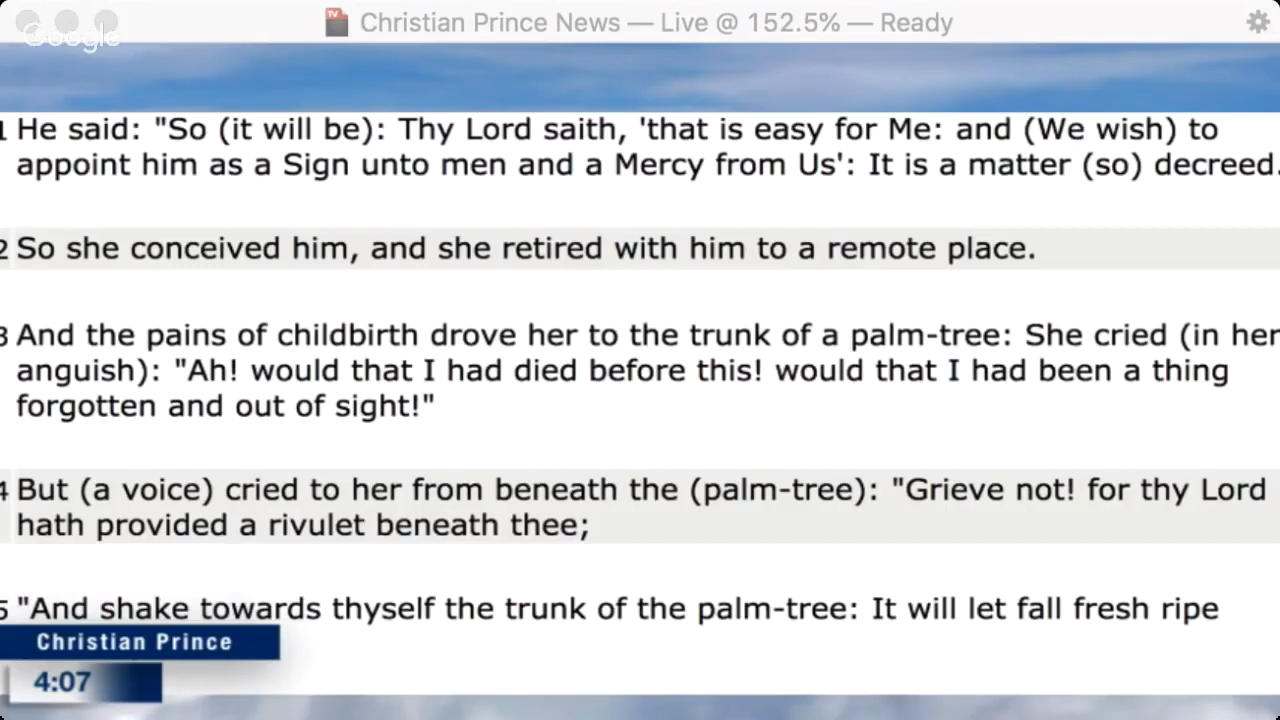 TV
Christian Prince News — Live @ 152.5% — Ready
Google
1 He said: "So (it will be): Thy Lord saith, 'that is easy for Me: and (We wish) to
appoint him as a Sign unto men and a Mercy from Us': It is a matter (so) decreed.
2 So she conceived him, and she retired with him to a remote place.
3 And the pains of childbirth drove her to the trunk of a palm-tree: She cried (in her
anguish): "Ah! would that I had died before this! would that I had been a thing
forgotten and out of sight!"
4 But (a voice) cried to her from beneath the (palm-tree): "Grieve not! for thy Lord
hath provided a rivulet beneath thee;
5 "And shake towards thyself the trunk of the palm-tree: It will let fall fresh ripe
Christian Prince
4:07